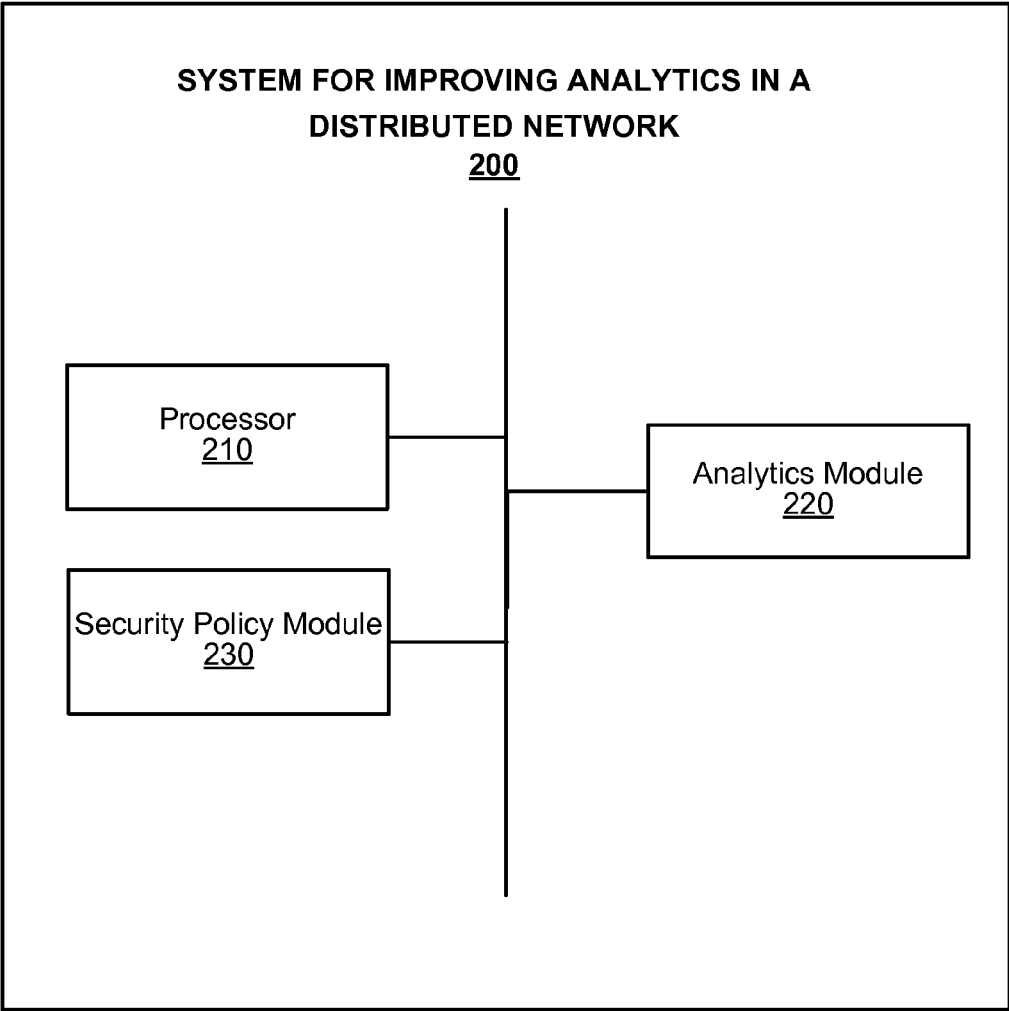 SYSTEM FOR IMPROVING ANALYTICS IN A
DISTRIBUTED NETWORK
200
Processor
210
Analytics Module
220
Security Policy Module
230